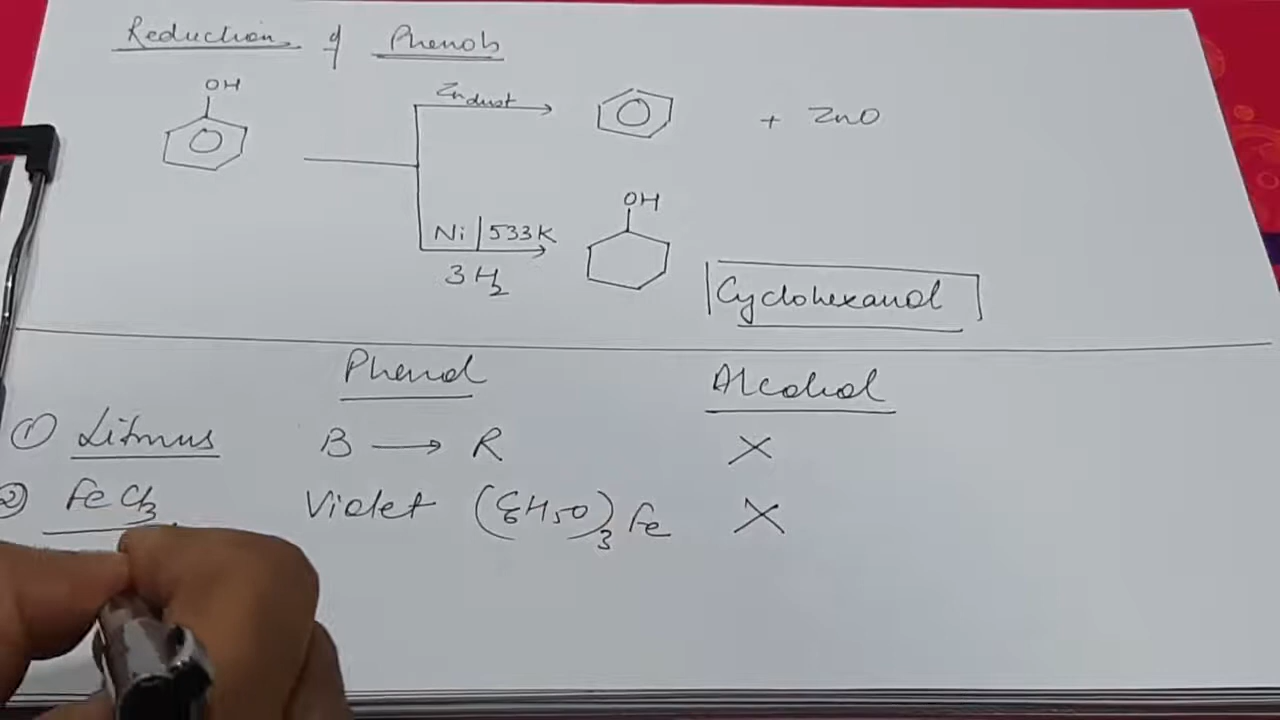 Reduction of Phenols
OH
Zn dust
+ ZnO
OH
Ni | 533K
3H2
Cyclohexanol
Phenol Alcohol
① Litmus B → R X
② FeCl3 Violet (C6H5O)3 Fe X